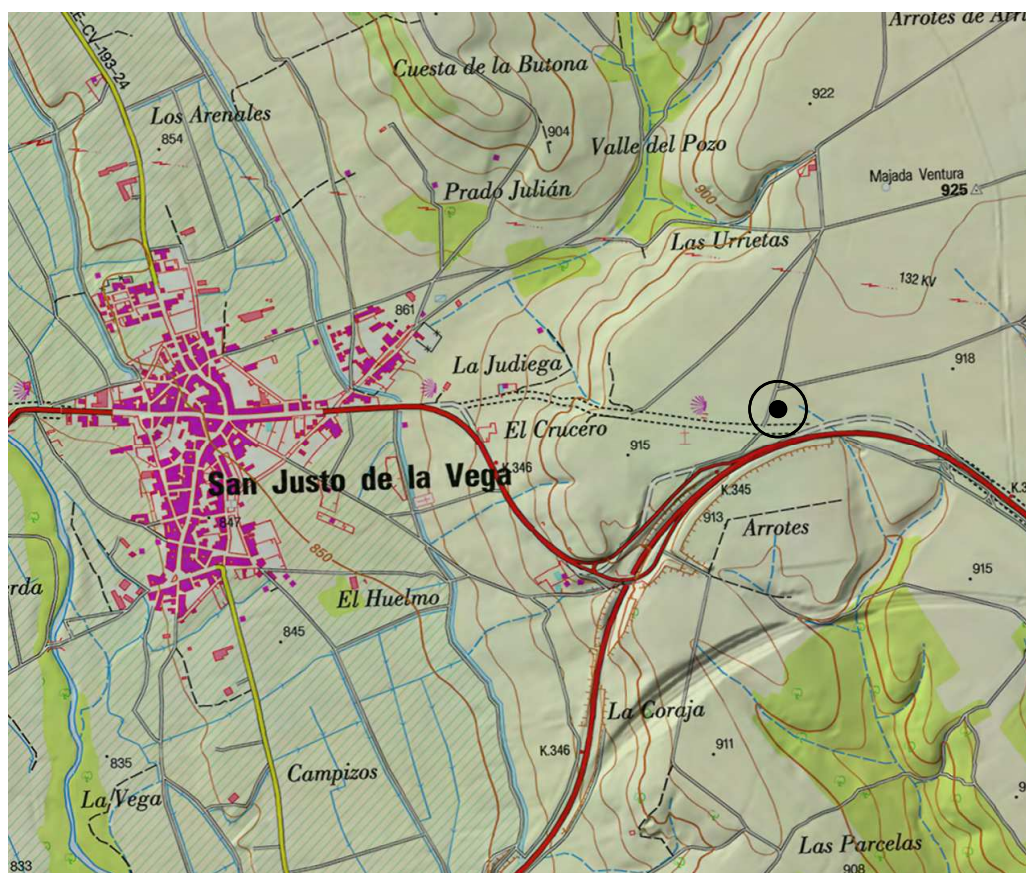 E-CV-193-24
Arrotes de Arri
Cuesta de la Butona
922
Los Arenales
854
904
Valle del Pozo
Majada Ventura
925
Prado Julián
900
Las Urrietas
132 KV
861
918
La Judiega
El Crucero
915
K.346
San Justo de la Vega
K.345
K.3
913
847
Arrotes
850
915
erda
El Huelmo
845
La Coraja
K.346
911
835
Campizos
La Vega
9
Las Parcelas
833
908